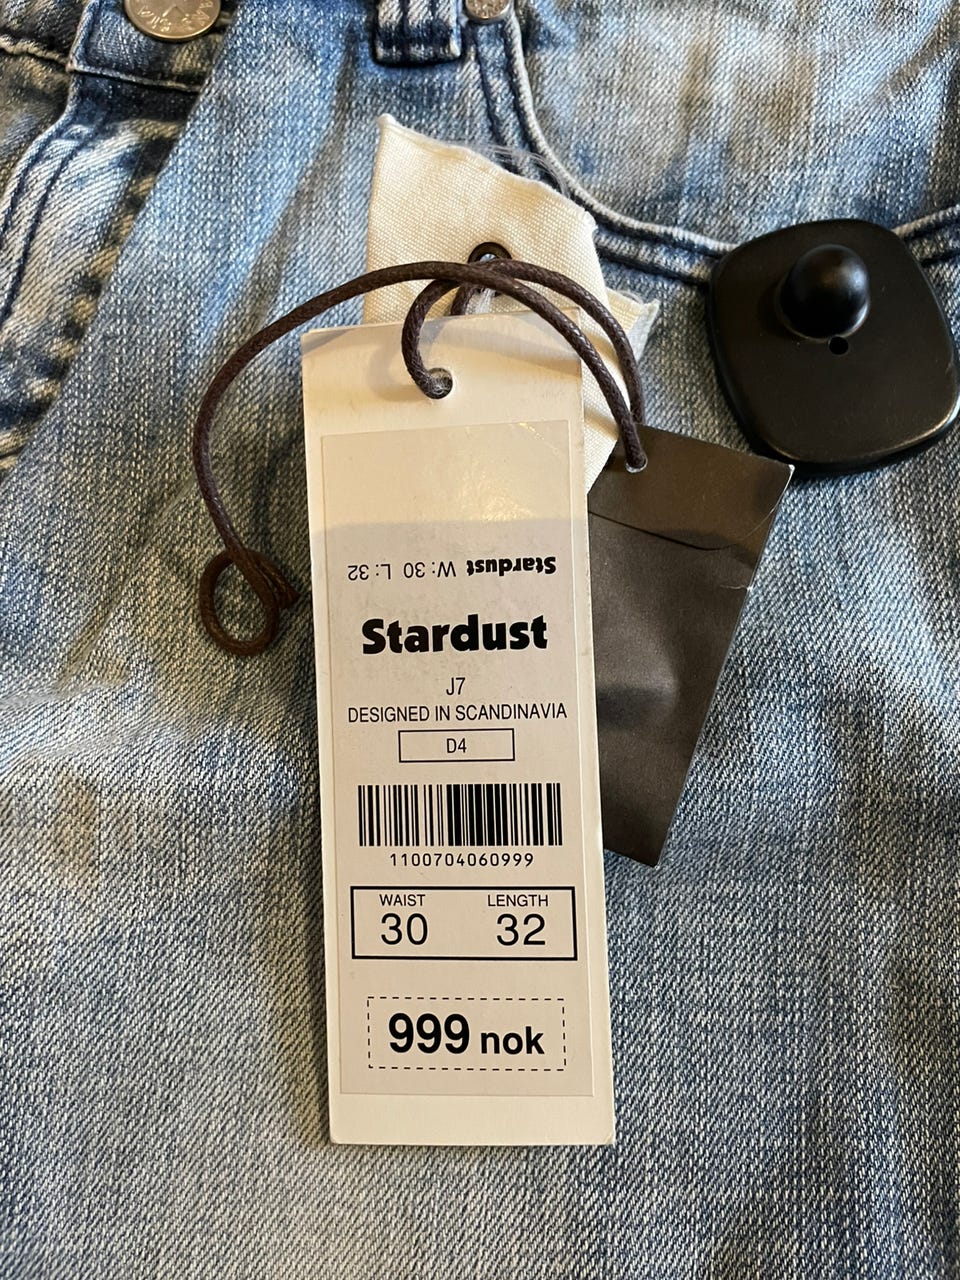 Stardust W: 30 L: 32
Stardust
J7
DESIGNED IN SCANDINAVIA
D4
1100704060999
WAIST LENGTH
30 32
999 nok